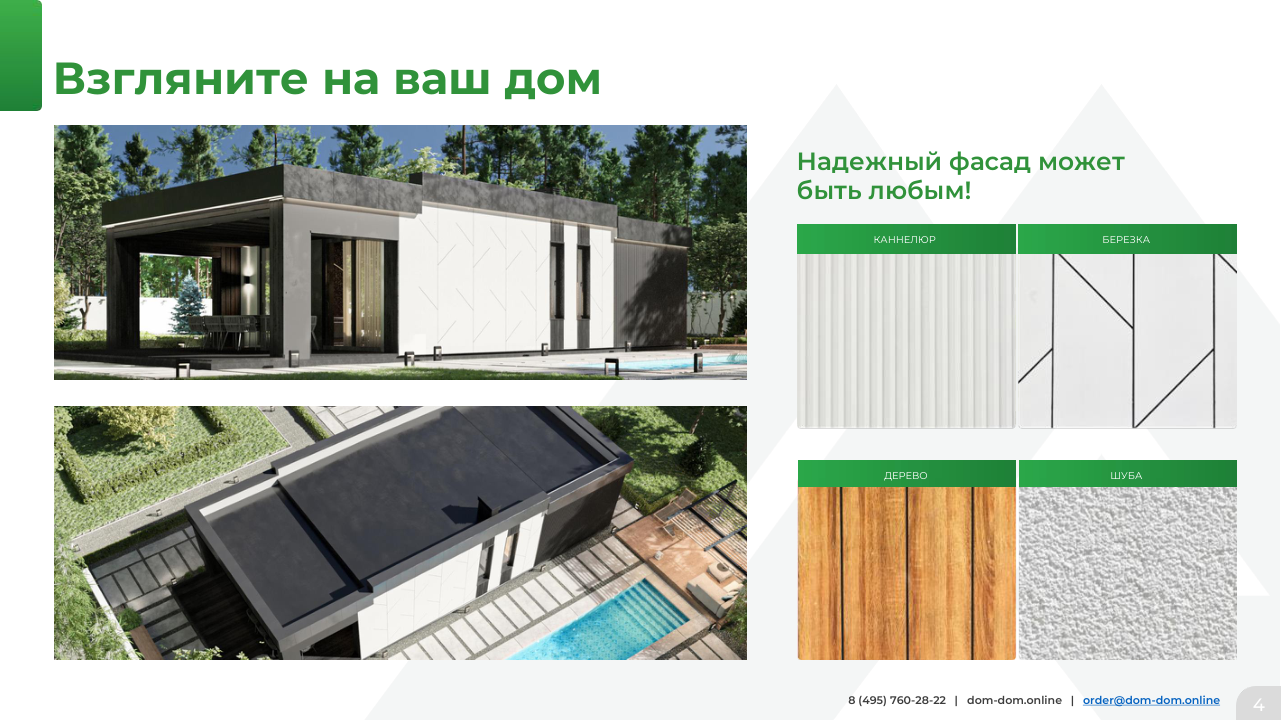 Взгляните на ваш дом
Надежный фасад может
быть любым!
КАННЕЛЮР
БЕРЕЗКА
ДЕРЕВО
ШУБА
8 (495) 760-28-22 | dom-dom.online | order@dom-dom.online
4